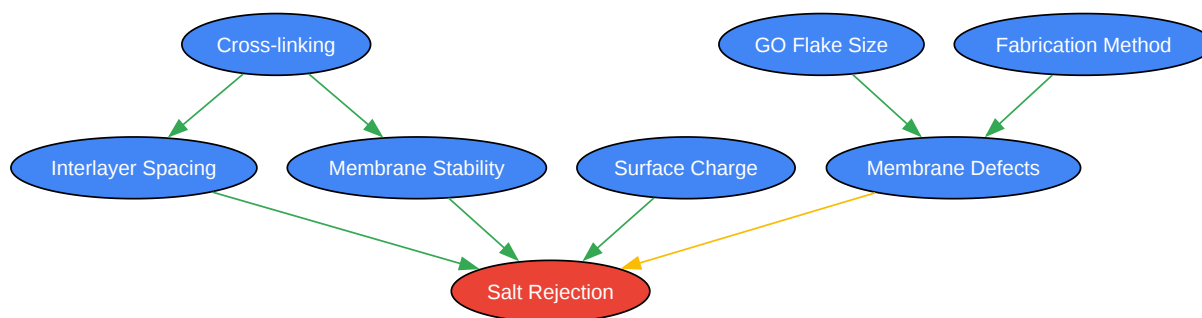 Cross-linking
GO Flake Size
Fabrication Method
Interlayer Spacing
Membrane Stability
Surface Charge
Membrane Defects
Salt Rejection